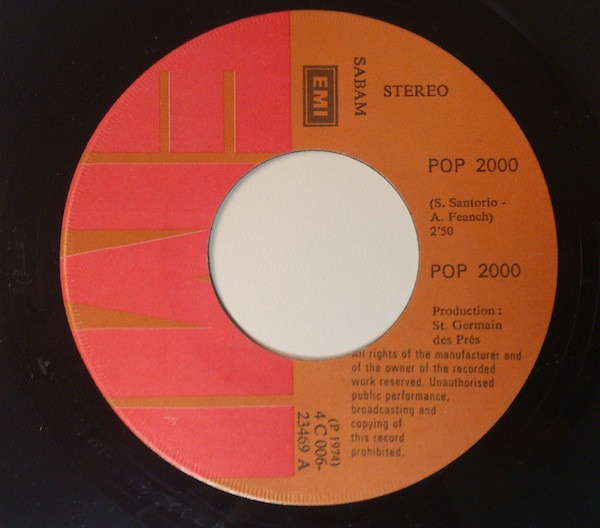 EMI
SABAM
STEREO
POP 2000
(S. Santorio -
A. Feanch)
2'50
POP 2000
Production :
St. Germain
des Prés
All rights of the manufacturer and
of the owner of the recorded
work reserved. Unauthorised
public performance,
broadcasting and
copying of
this record
prohibited.
(P 1974)
4 C 006-
23469 A
EMI